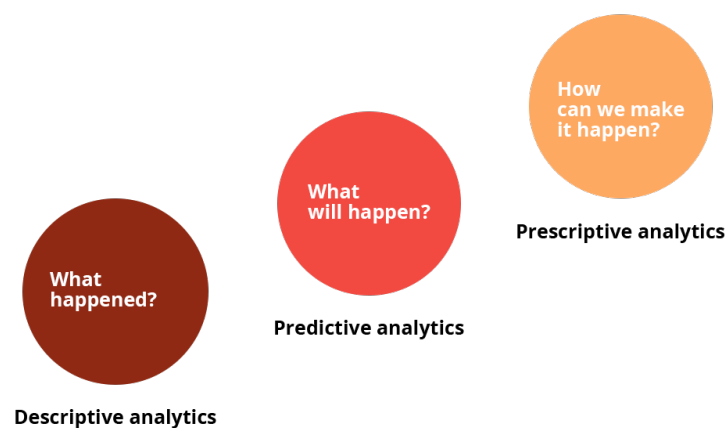 What
happened?
Descriptive analytics
What
will happen?
Predictive analytics
How
can we make
it happen?
Prescriptive analytics